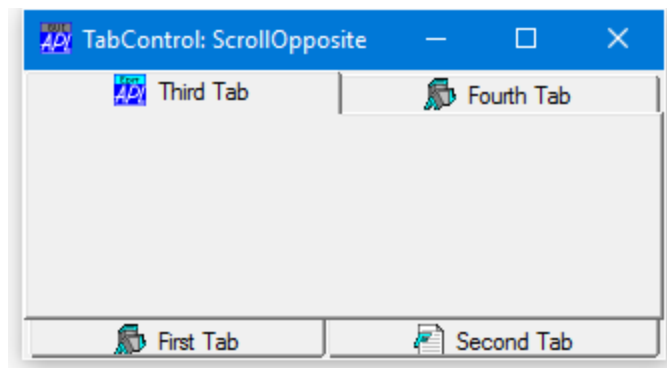 TabControl: ScrollOpposite
Third Tab
Fourth Tab
First Tab
Second Tab